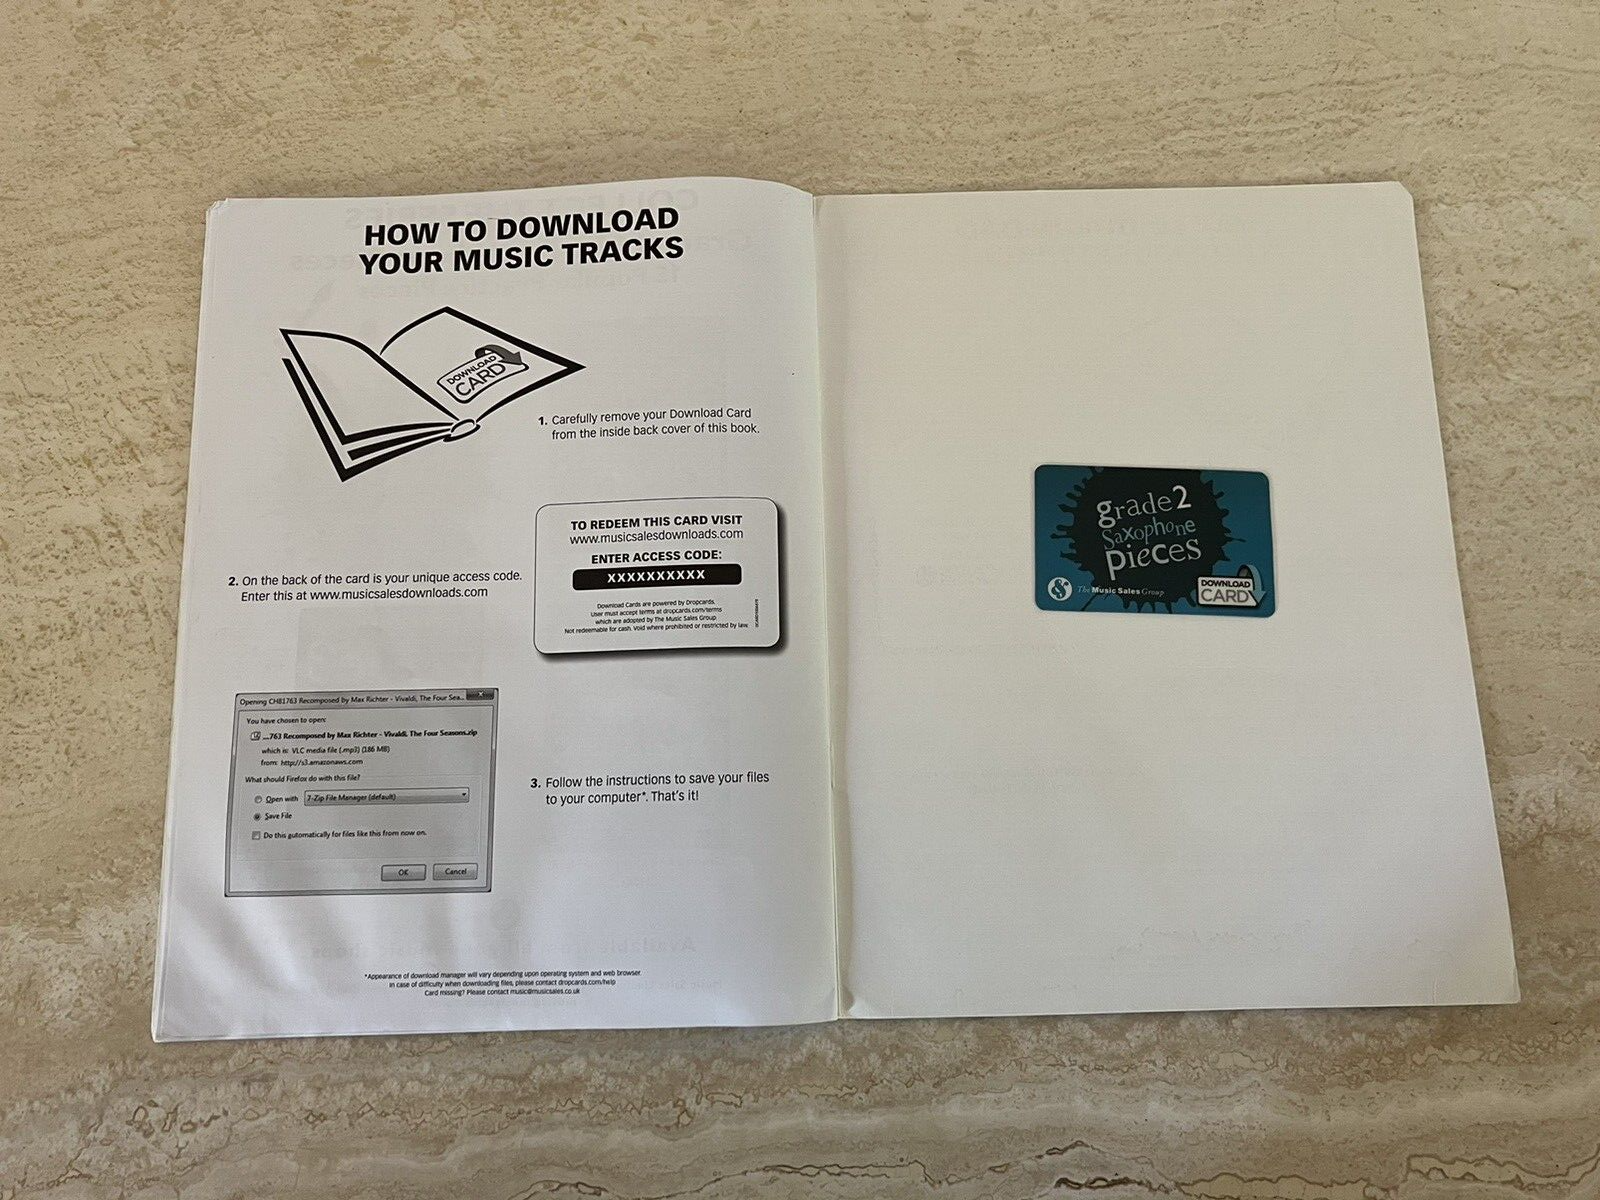 HOW TO DOWNLOAD
YOUR MUSIC TRACKS
DOWNLOAD
CARD
1. Carefully remove your Download Card
from the inside back cover of this book.
TO REDEEM THIS CARD VISIT
www.musicsalesdownloads.com
ENTER ACCESS CODE:
XXXXXXXXXX
Download Cards are powered by Dropcards.
User must accept terms at dropcards.com/terms
which are adopted by The Music Sales Group
Not redeemable for cash. Void where prohibited or restricted by law.
2. On the back of the card is your unique access code.
Enter this at www.musicsalesdownloads.com
Opening CH81763 Recomposed by Max Richter - Vivaldi, The Four Sea...
You have chosen to open:
...763 Recomposed by Max Richter - Vivaldi, The Four Seasons.zip
which is: VLC media file (.mp3) (186 MB)
from: http://s3.amazonaws.com
What should Firefox do with this file?
Open with 7-Zip File Manager (default)
Save File
Do this automatically for files like this from now on.
OK Cancel
3. Follow the instructions to save your files
to your computer*. That's it!
*Appearance of download manager will vary depending upon operating system and web browser.
In case of difficulty when downloading files, please contact dropcards.com/help
Card missing? Please contact music@musicsales.co.uk
grade 2
Saxophone
pieces
The Music Sales Group
DOWNLOAD
CARD